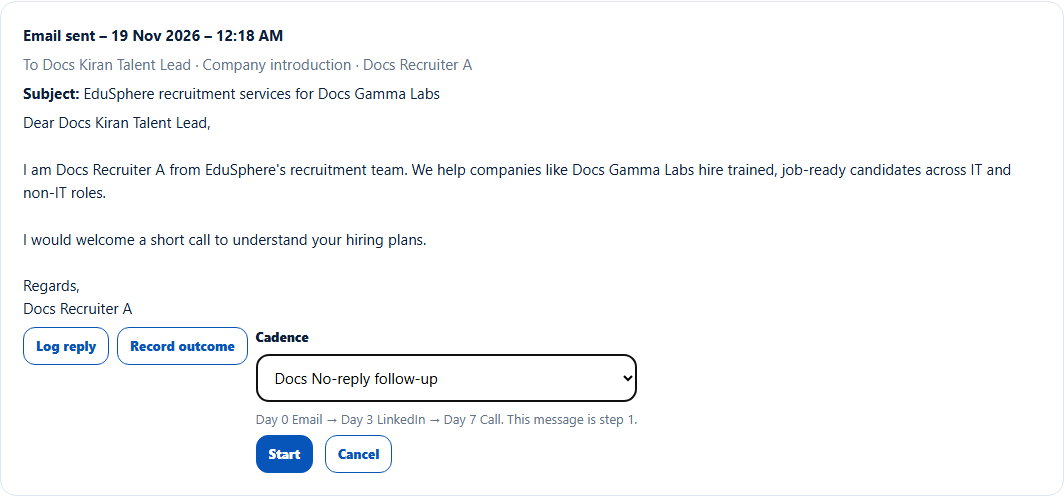 Email sent – 19 Nov 2026 – 12:18 AM
To Docs Kiran Talent Lead · Company introduction · Docs Recruiter A
Subject: EduSphere recruitment services for Docs Gamma Labs
Dear Docs Kiran Talent Lead,
I am Docs Recruiter A from EduSphere's recruitment team. We help companies like Docs Gamma Labs hire trained, job-ready candidates across IT and
non-IT roles.
I would welcome a short call to understand your hiring plans.
Regards,
Docs Recruiter A
Log reply
Record outcome
Cadence
Docs No-reply follow-up
Day 0 Email → Day 3 LinkedIn → Day 7 Call. This message is step 1.
Start
Cancel